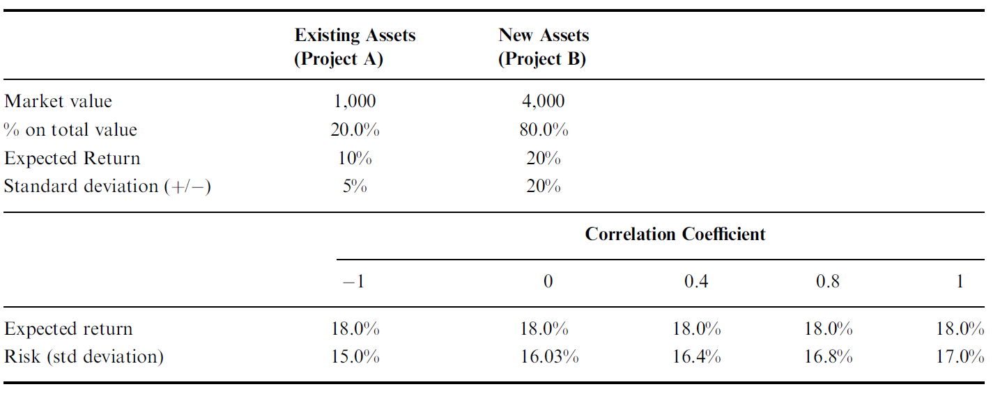 Existing Assets New Assets
(Project A) (Project B)
Market value 1,000 4,000
% on total value 20.0% 80.0%
Expected Return 10% 20%
Standard deviation (+/−) 5% 20%
Correlation Coefficient
−1 0 0.4 0.8 1
Expected return 18.0% 18.0% 18.0% 18.0% 18.0%
Risk (std deviation) 15.0% 16.03% 16.4% 16.8% 17.0%